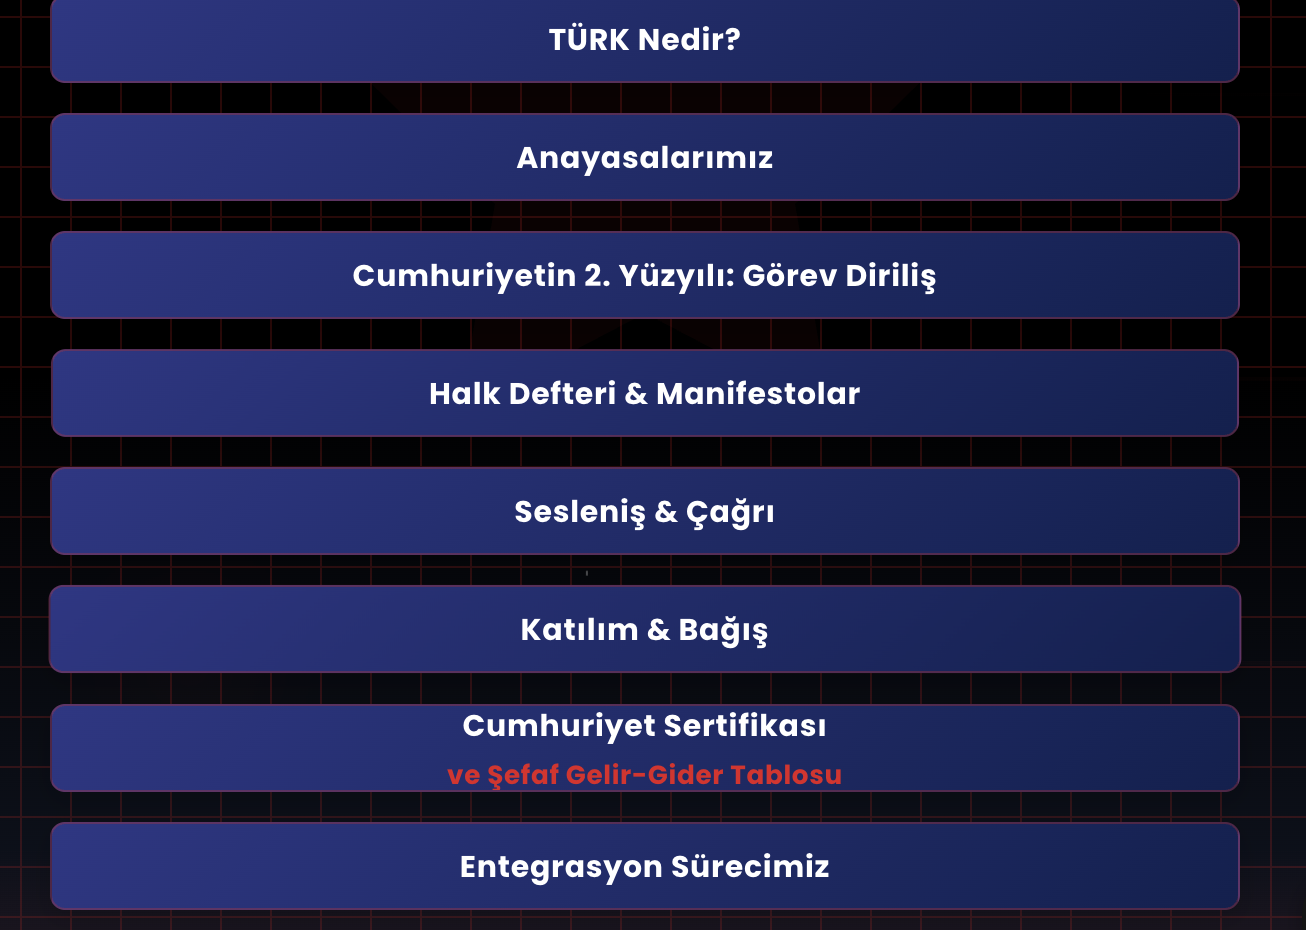 TÜRK Nedir?
Anayasalarımız
Cumhuriyetin 2. Yüzyılı: Görev Diriliş
Halk Defteri & Manifestolar
Sesleniş & Çağrı
Katılım & Bağış
Cumhuriyet Sertifikası
ve Şefaf Gelir-Gider Tablosu
Entegrasyon Sürecimiz